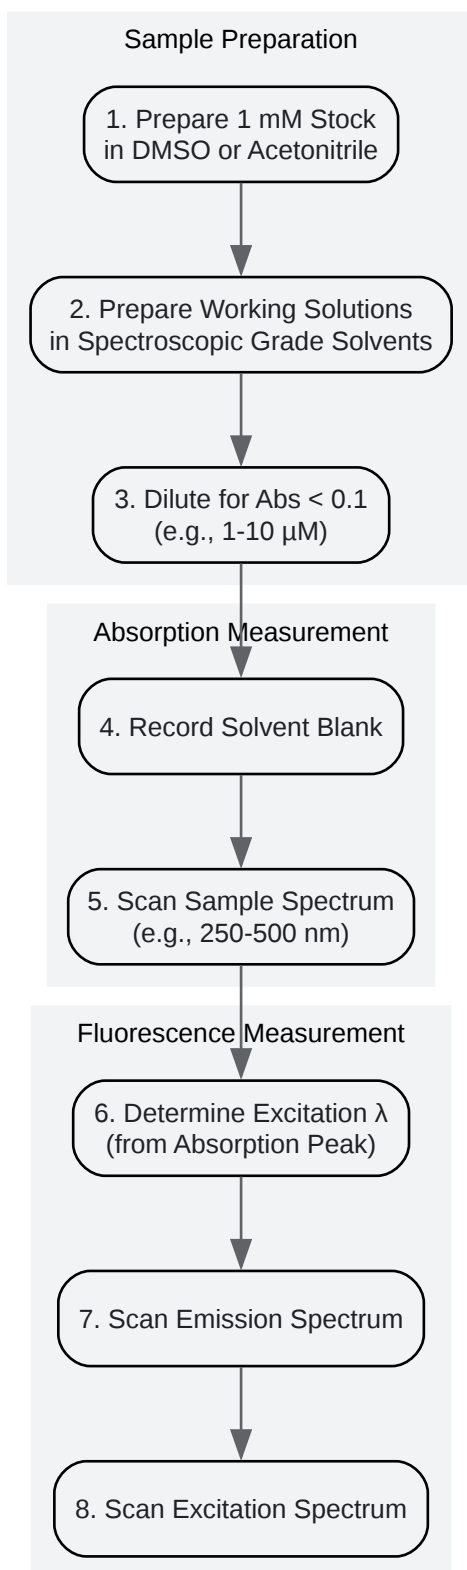 Sample Preparation
1. Prepare 1 mM Stock
in DMSO or Acetonitrile
2. Prepare Working Solutions
in Spectroscopic Grade Solvents
3. Dilute for Abs < 0.1
(e.g., 1-10 µM)
Absorption Measurement
4. Record Solvent Blank
5. Scan Sample Spectrum
(e.g., 250-500 nm)
Fluorescence Measurement
6. Determine Excitation λ
(from Absorption Peak)
7. Scan Emission Spectrum
8. Scan Excitation Spectrum